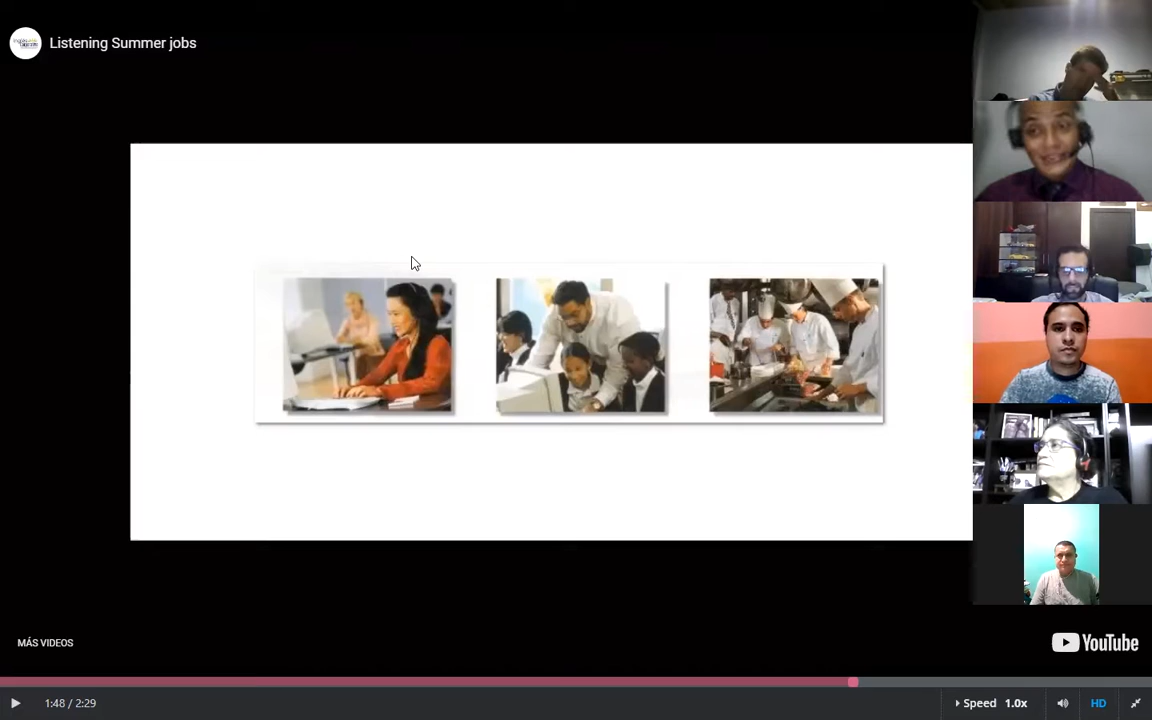 Listening Summer jobs
MÁS VIDEOS
YouTube
1:48 / 2:29
Speed 1.0x
HD